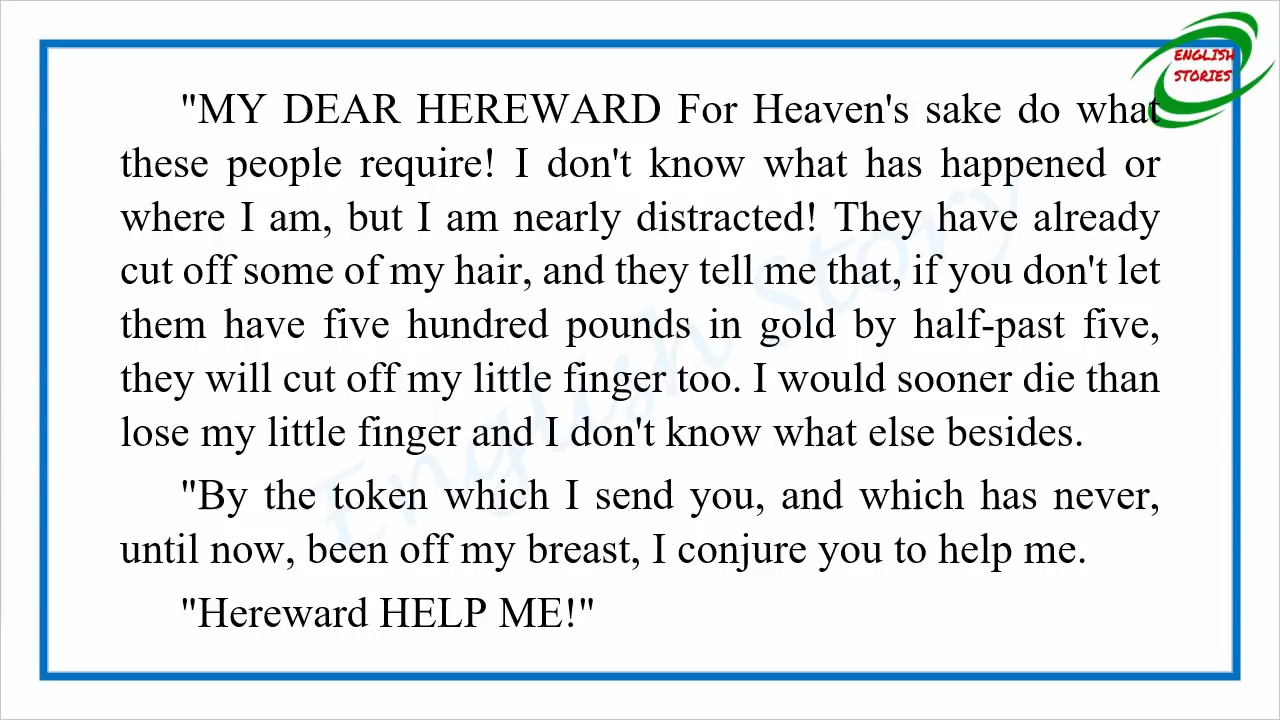 ENGLISH
STORIES
"MY DEAR HEREWARD For Heaven's sake do what
these people require! I don't know what has happened or
where I am, but I am nearly distracted! They have already
cut off some of my hair, and they tell me that, if you don't let
them have five hundred pounds in gold by half-past five,
they will cut off my little finger too. I would sooner die than
lose my little finger and I don't know what else besides.
"By the token which I send you, and which has never,
until now, been off my breast, I conjure you to help me.
"Hereward HELP ME!"
English Story